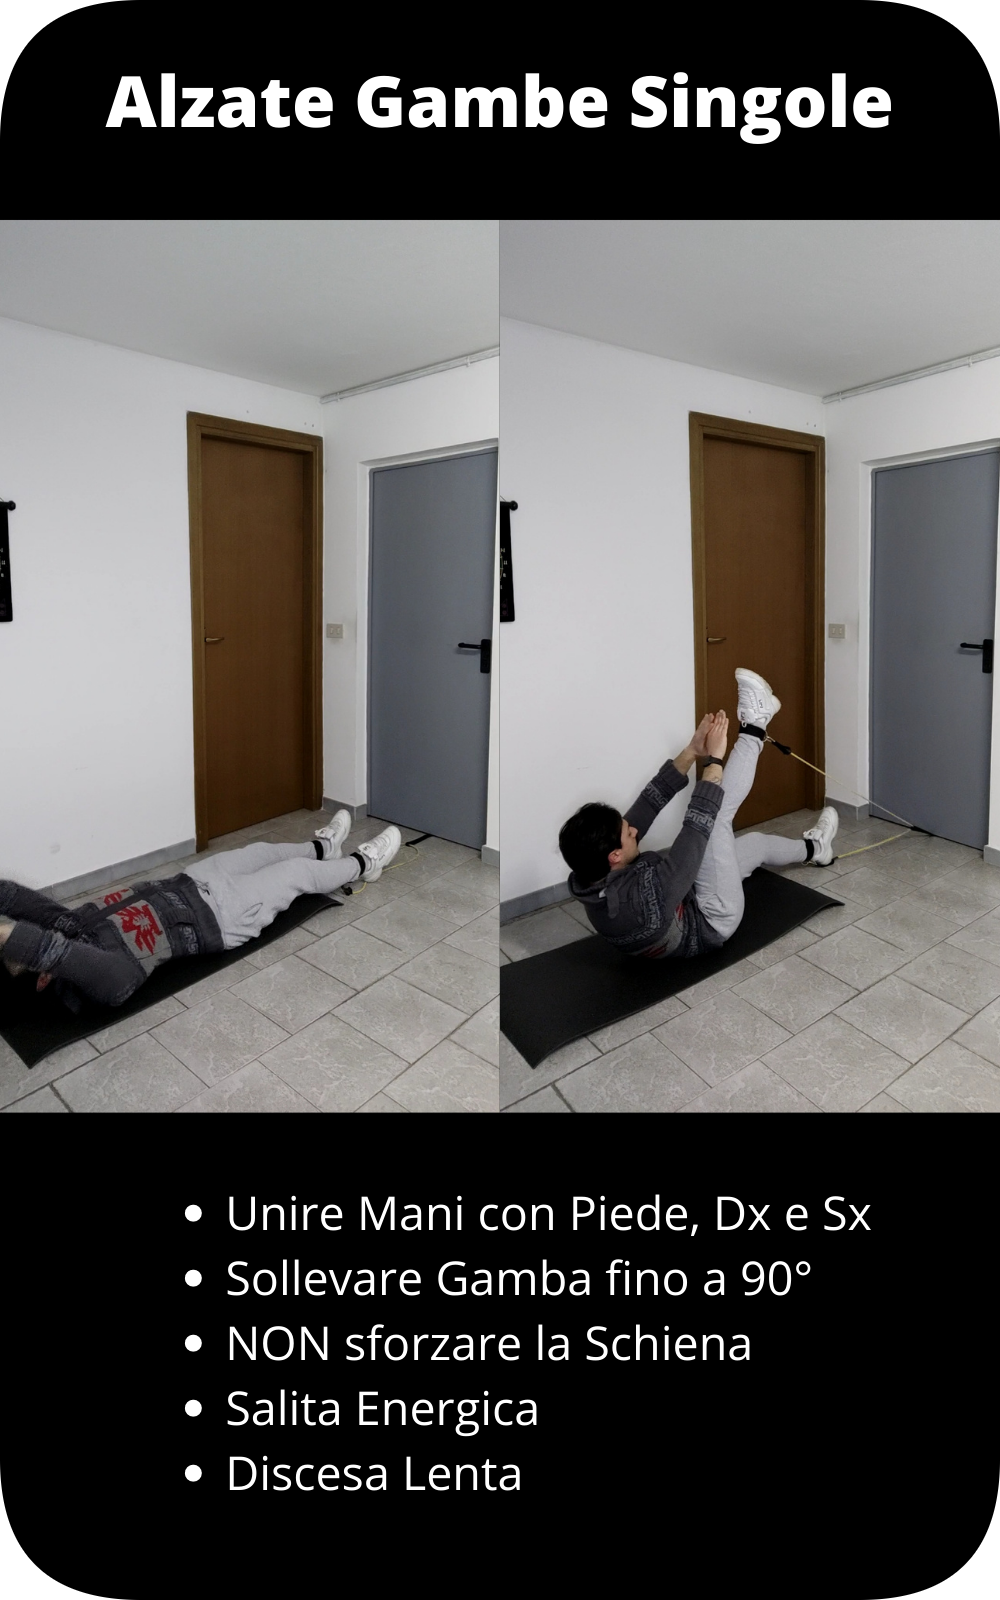 Alzate Gambe Singole
• Unire Mani con Piede, Dx e Sx
• Sollevare Gamba fino a 90°
• NON sforzare la Schiena
• Salita Energica
• Discesa Lenta